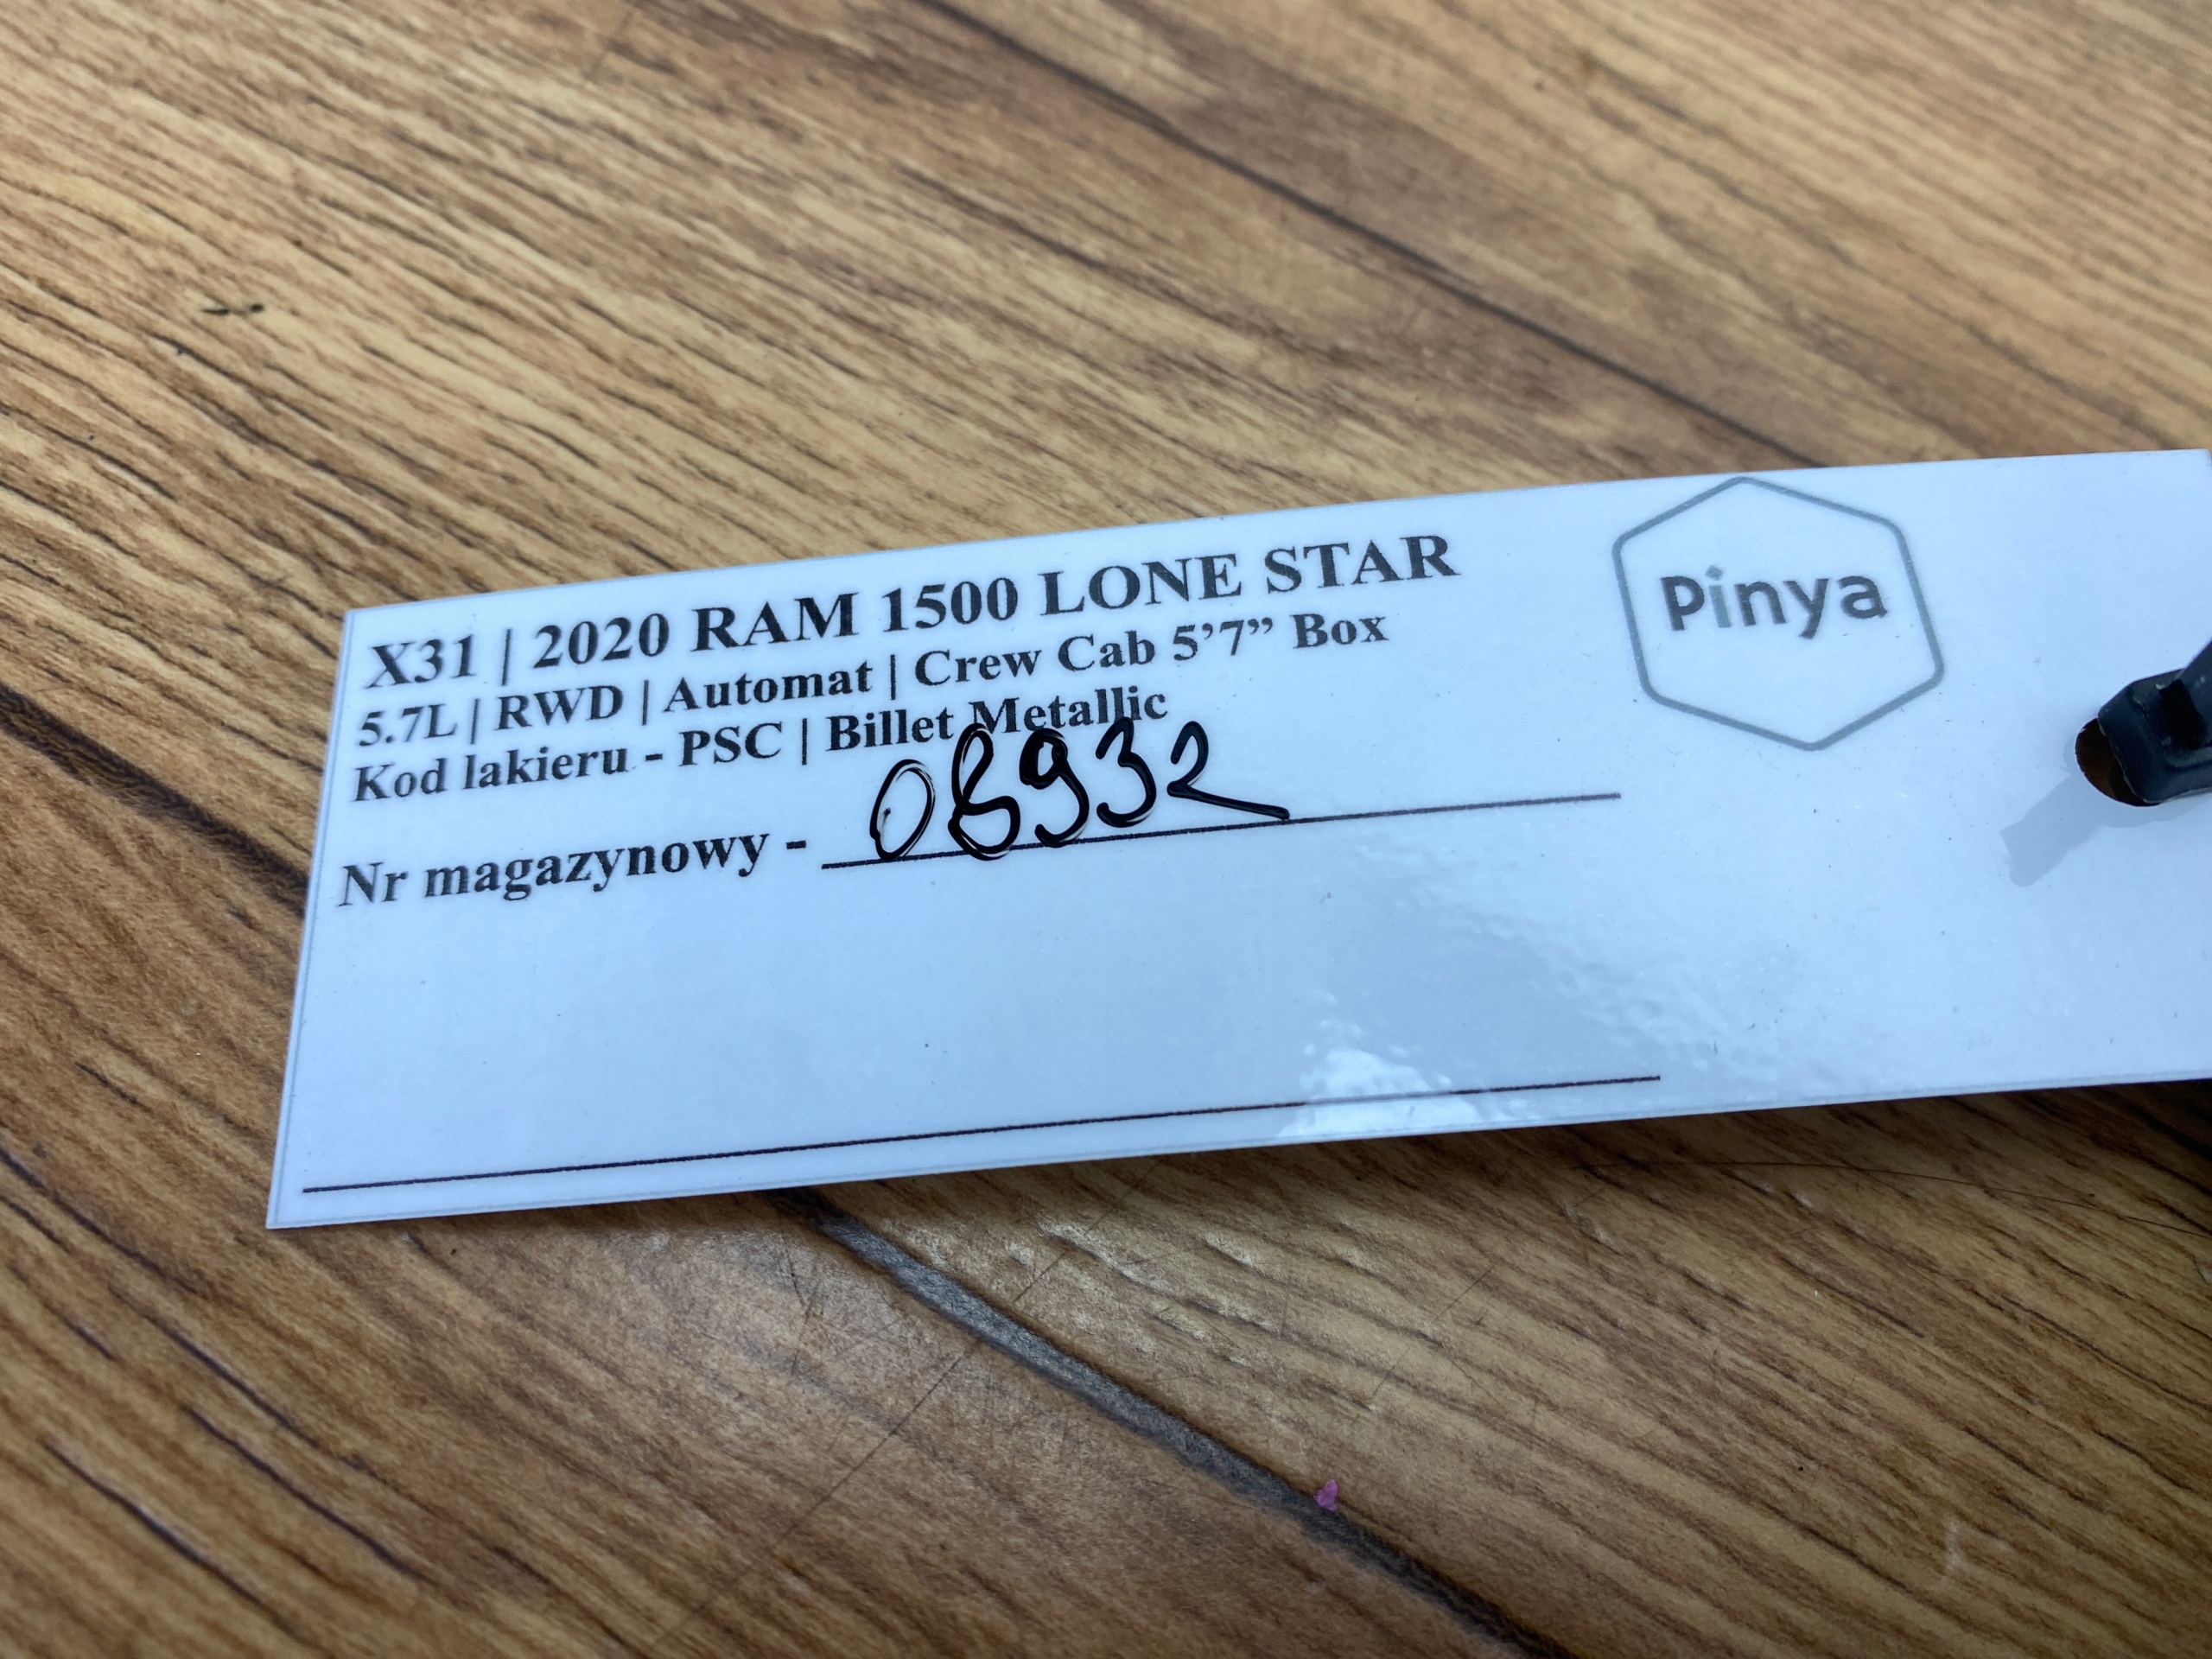 X31 | 2020 RAM 1500 LONE STAR
5.7L | RWD | Automat | Crew Cab 5’7” Box
Kod lakieru - PSC | Billet Metallic
Nr magazynowy - 08932
Pinya